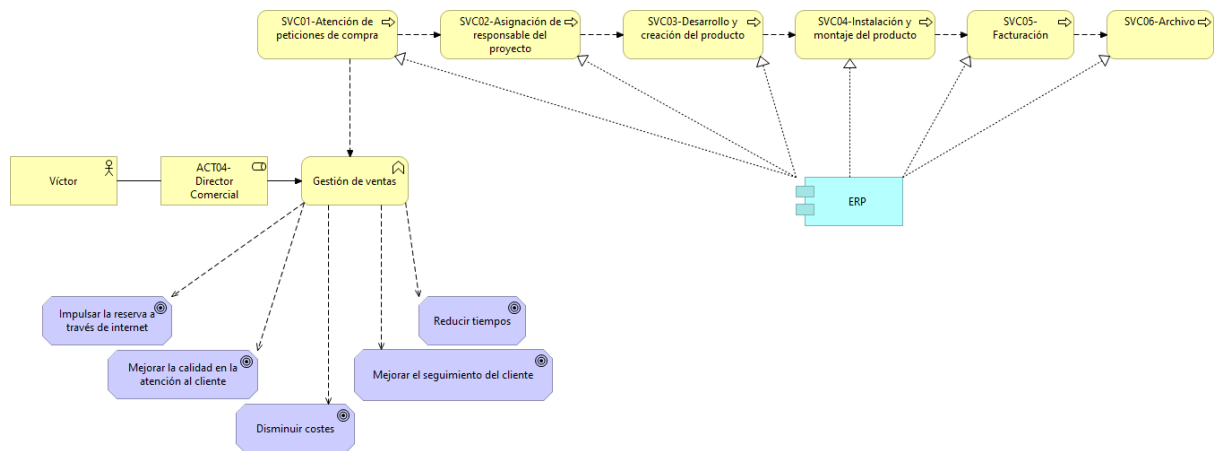 SVC01-Atención de
peticiones de compra
SVC02-Asignación de
responsable del
proyecto
SVC03-Desarrollo y
creación del producto
SVC04-Instalación y
montaje del producto
SVC05-
Facturación
SVC06-Archivo
Víctor
ACT04-
Director
Comercial
Gestión de ventas
ERP
Impulsar la reserva a
través de internet
Reducir tiempos
Mejorar la calidad en la
atención al cliente
Mejorar el seguimiento del cliente
Disminuir costes